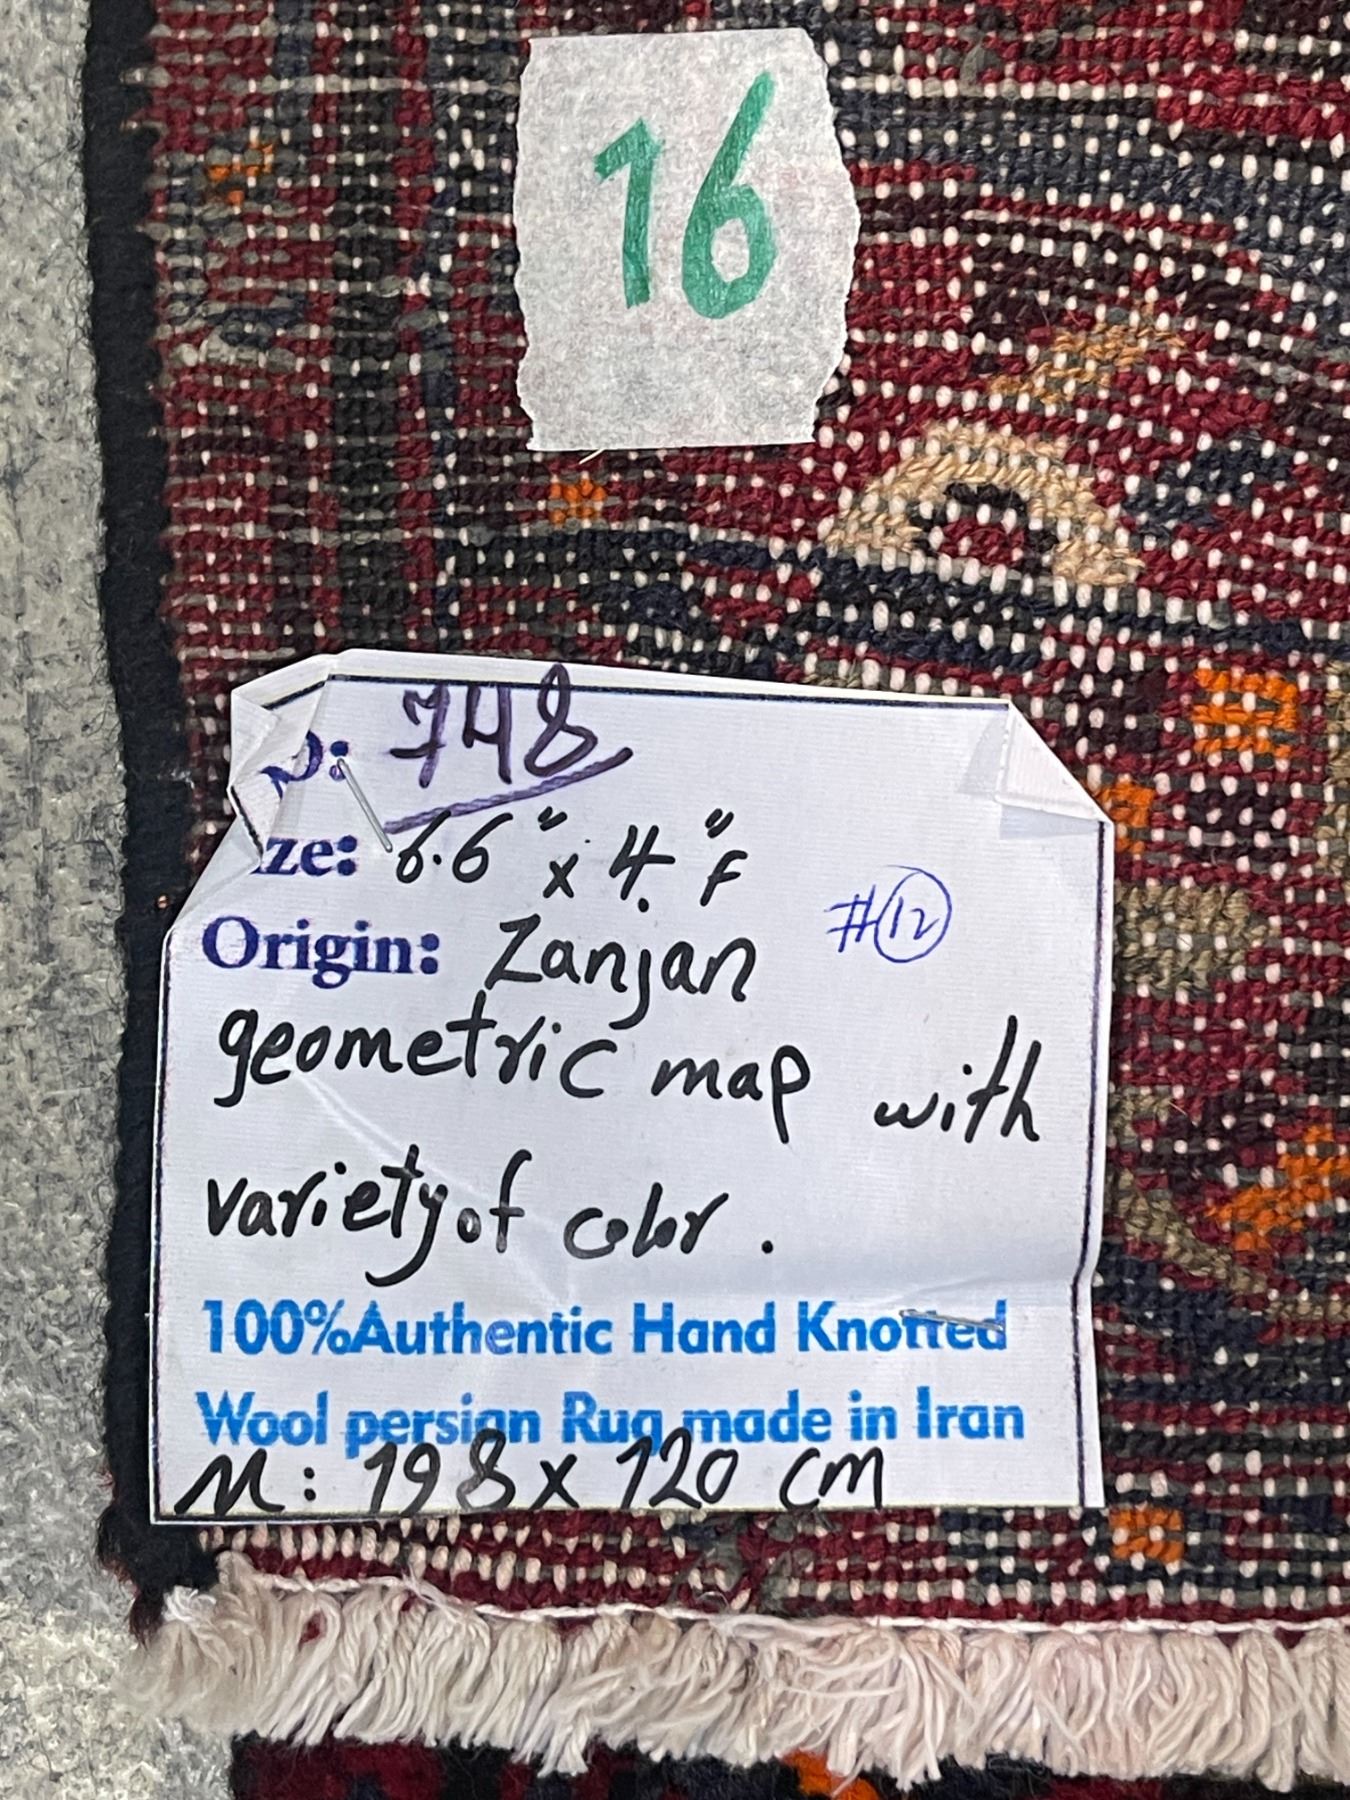 16
748
Size: 6.6" x 4."F
#12
Origin: Zanjan
geometric map with
variety of color.
100%Authentic Hand Knotted
Wool persian Rug made in Iran
M: 198 x 120 cm